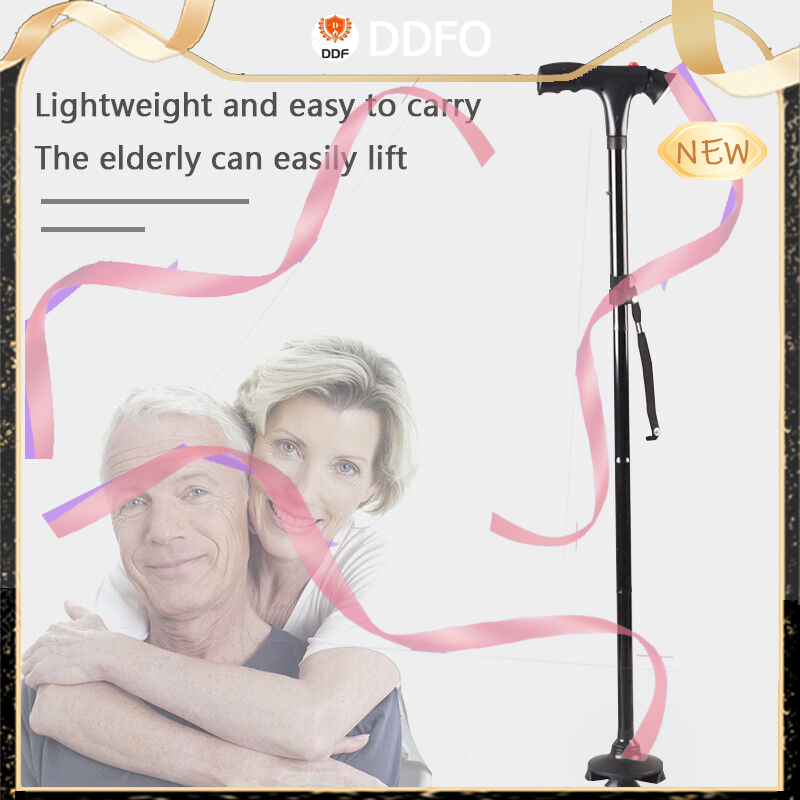 DDF
DDFO
Lightweight and easy to carry
The elderly can easily lift
NEW